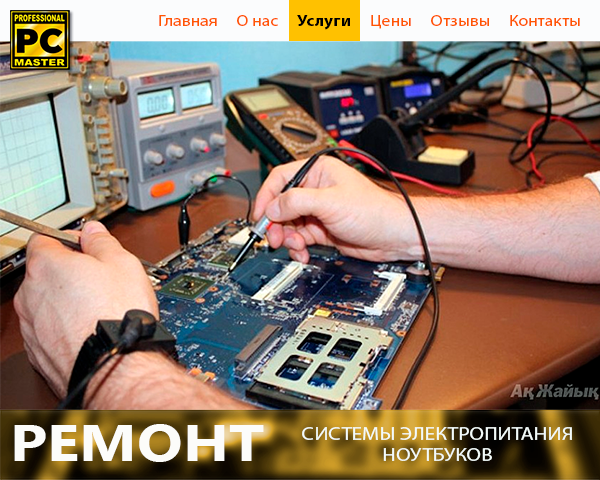 PROFESSIONAL
PC
MASTER
Главная О нас Услуги Цены Отзывы Контакты
Ақ Жайық
РЕМОНТ
СИСТЕМЫ ЭЛЕКТРОПИТАНИЯ
НОУТБУКОВ